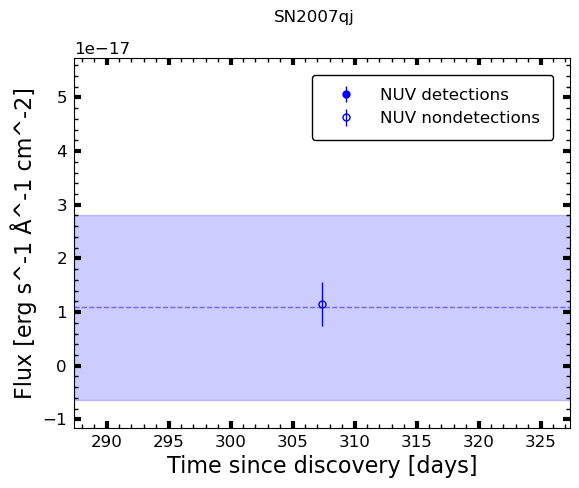 SN2007qj
1e−17
Flux [erg s^-1 Å^-1 cm^-2]
5
4
3
2
1
0
−1
NUV detections
NUV nondetections
290 295 300 305 310 315 320 325
Time since discovery [days]